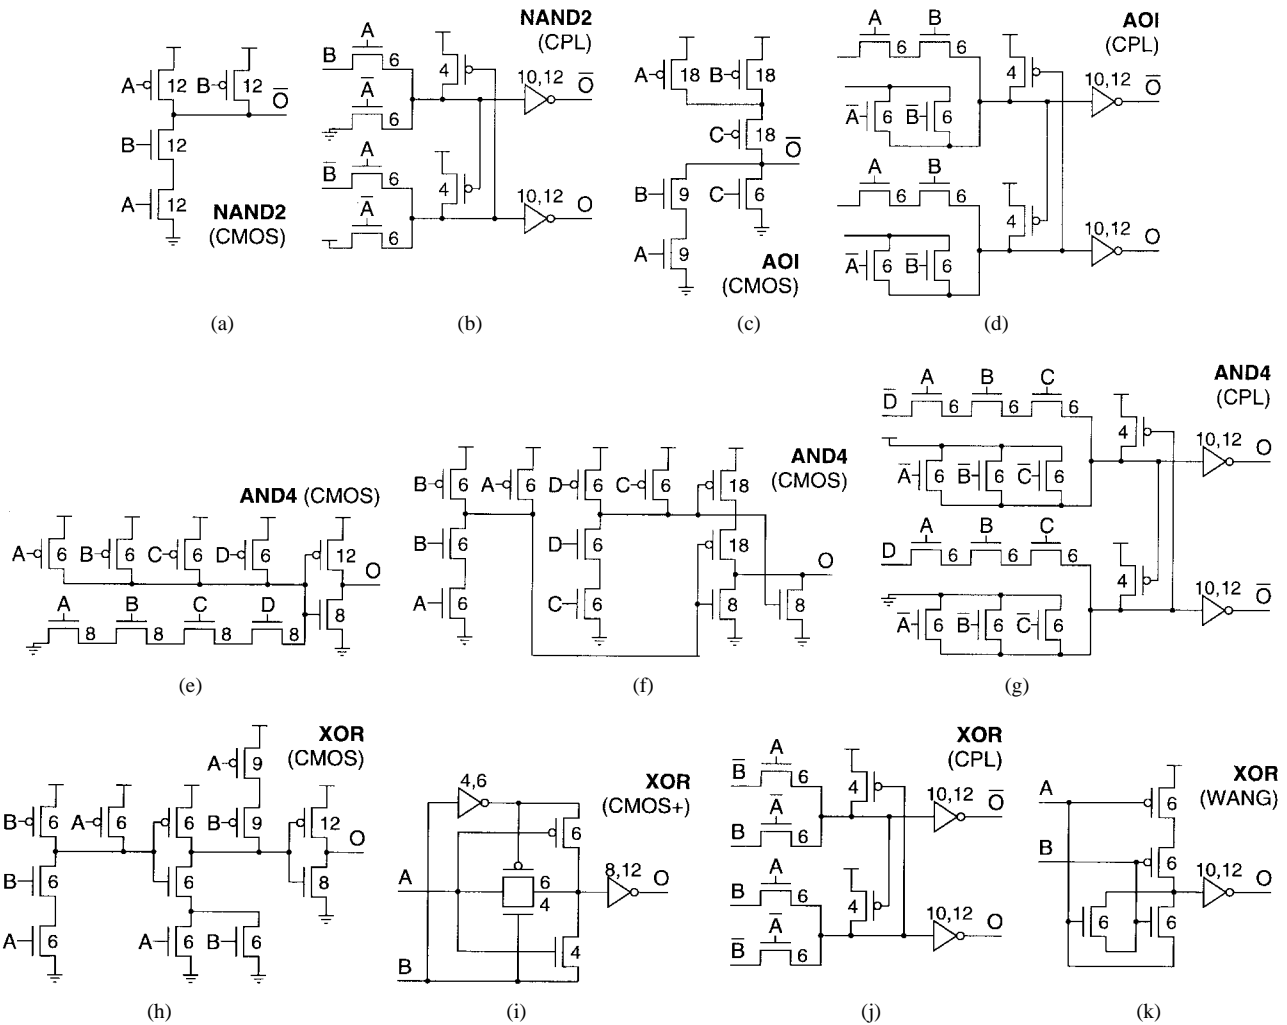 NAND2
(CMOS)
A
12
B
12
O̅
B
12
A
12
(a)
NAND2
(CPL)
A
B
6
A̅
6
4
10,12
O̅
A
B̅
6
A̅
6
4
10,12
O
(b)
AOI
(CMOS)
A
18
B
18
C
18
O̅
B
9
C
6
A
9
(c)
AOI
(CPL)
A
B
6
6
A̅
6
B̅
6
4
10,12
O̅
A
B
6
6
A̅
6
B̅
6
4
10,12
O
(d)
AND4 (CMOS)
A
6
B
6
C
6
D
6
12
O
A
B
C
D
8
8
8
8
8
(e)
AND4
(CMOS)
B
6
A
6
D
6
C
6
18
B
6
D
6
18
O
A
6
C
6
8
8
(f)
AND4
(CPL)
A
B
C
D̅
6
6
6
A̅
6
B̅
6
C̅
6
4
10,12
O
A
B
C
D
6
6
6
A̅
6
B̅
6
C̅
6
4
10,12
O̅
(g)
XOR
(CMOS)
A
9
B
6
A
6
6
B
9
12
O
B
6
6
8
A
6
A
6
B
6
(h)
XOR
(CMOS+)
4,6
6
A
6
4
8,12
O
4
B
(i)
XOR
(CPL)
A
B̅
6
A̅
B
6
4
10,12
O̅
A
B
6
A̅
B̅
6
4
10,12
O
(j)
XOR
(WANG)
A
6
B
6
10,12
O
6
6
(k)